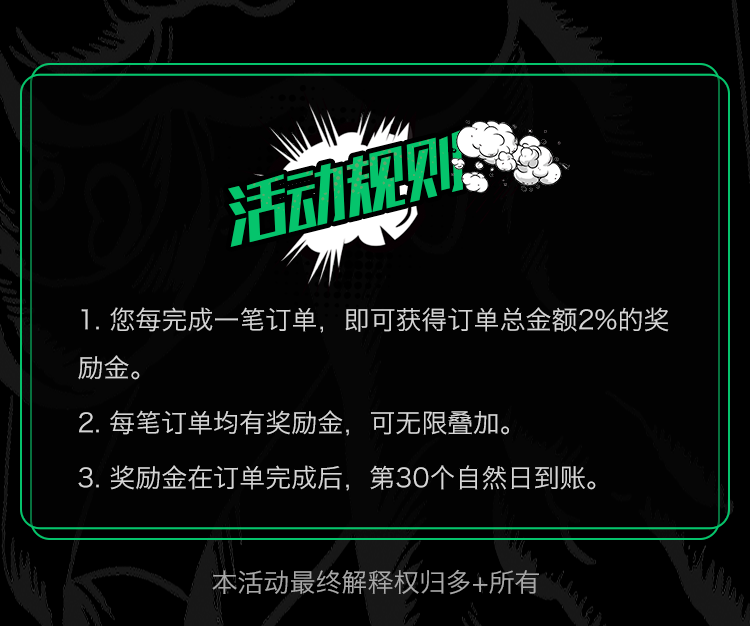 活动规则
1. 您每完成一笔订单，即可获得订单总金额2%的奖
励金。
2. 每笔订单均有奖励金，可无限叠加。
3. 奖励金在订单完成后，第30个自然日到账。
本活动最终解释权归多+所有